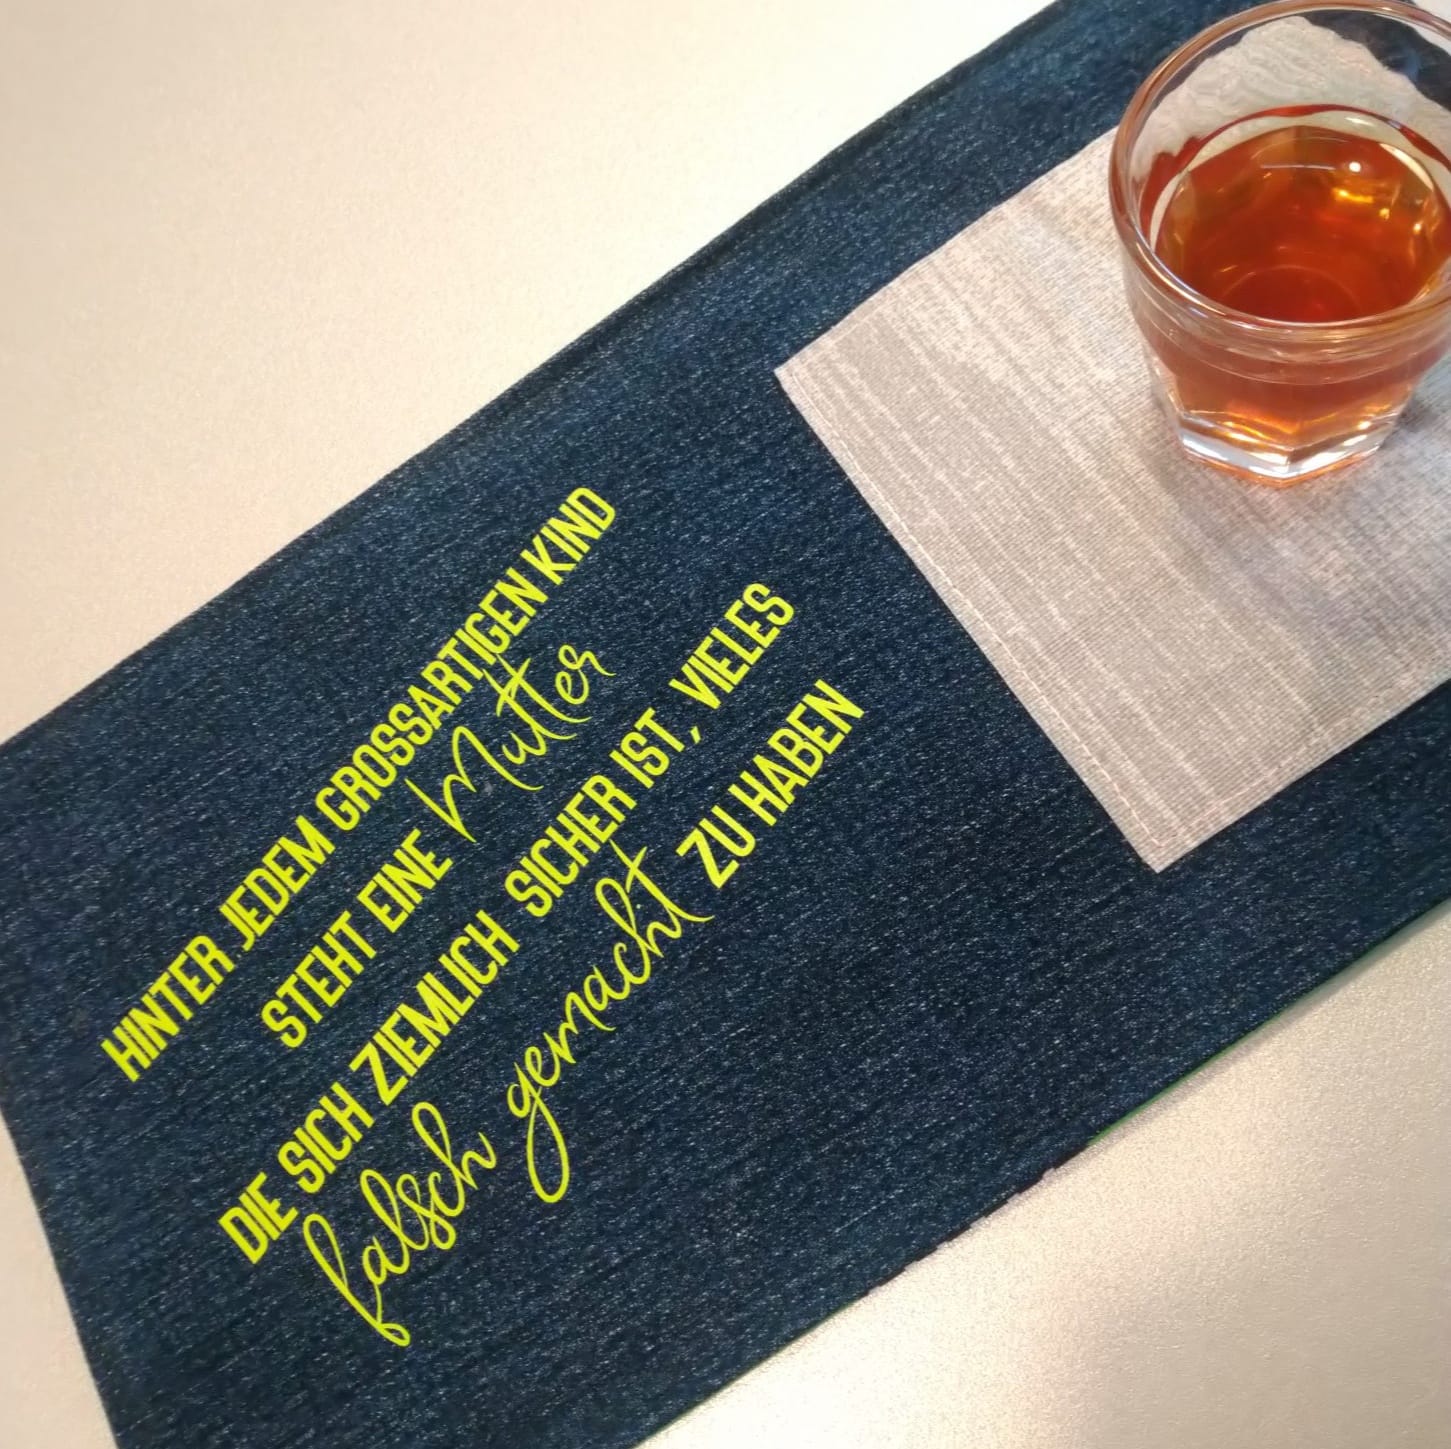 HINTER JEDEM GROSSARTIGEN KIND
STEHT EINE Mutter
DIE SICH ZIEMLICH SICHER IST, VIELES
falsch gemacht ZU HABEN